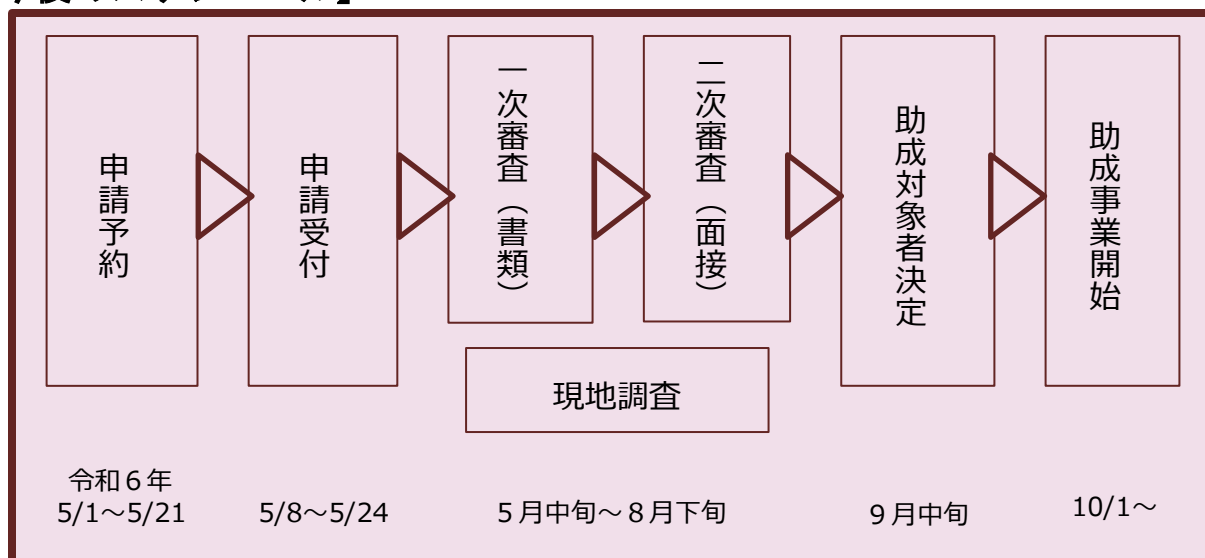 申請予約
申請受付
一次審査（書類）
二次審査（面接）
助成対象者決定
助成事業開始
現地調査
令和６年
5/1～5/21
5/8～5/24
５月中旬～８月下旬
９月中旬
10/1～